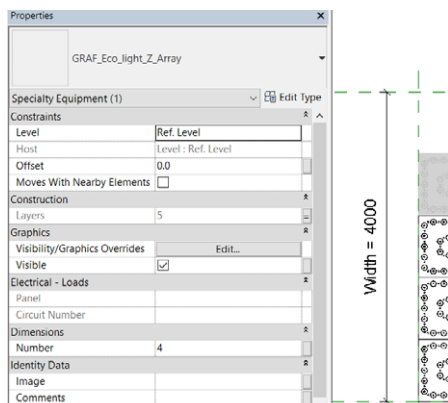 Properties
×
GRAF_Eco_light_Z_Array
Specialty Equipment (1)
Edit Type
Constraints
Level Ref. Level
Host Level : Ref. Level
Offset 0.0
Moves With Nearby Elements
Construction
Layers 5 =
Graphics
Visibility/Graphics Overrides Edit...
Visible
Electrical - Loads
Panel
Circuit Number
Dimensions
Number 4
Identity Data
Image
Comments
Width = 4000